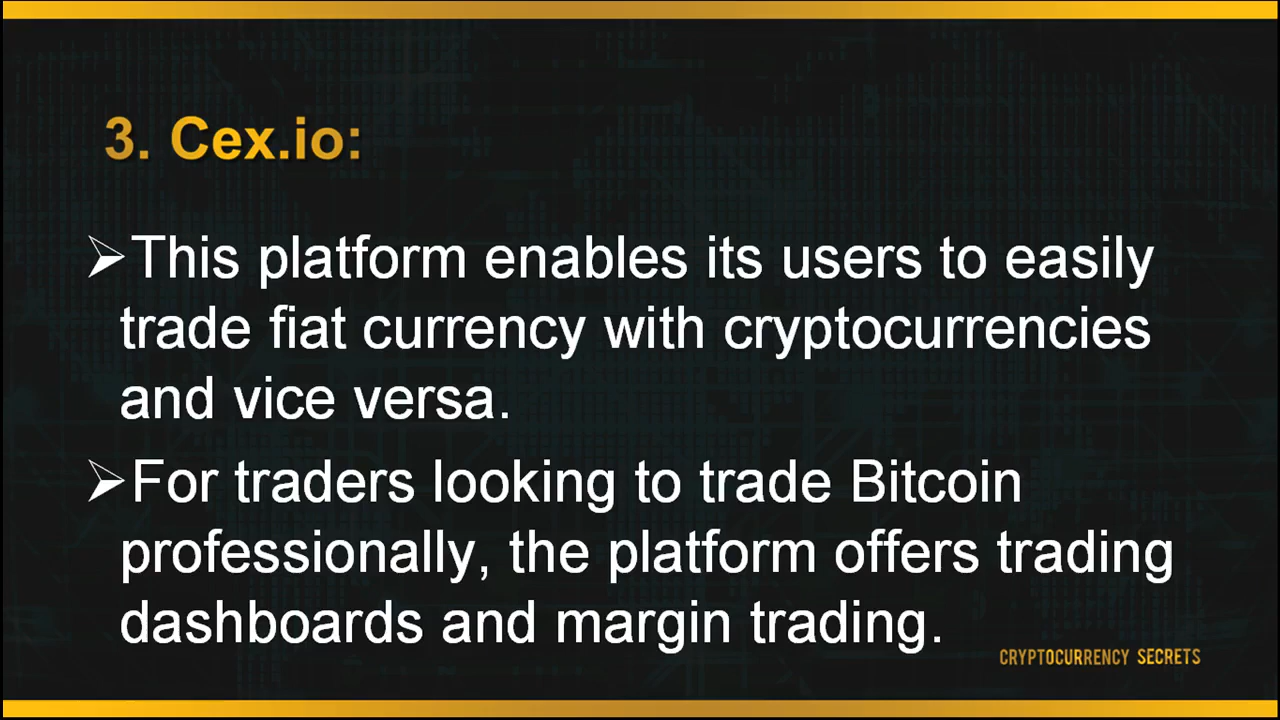 3. Cex.io:
➢This platform enables its users to easily
trade fiat currency with cryptocurrencies
and vice versa.
➢For traders looking to trade Bitcoin
professionally, the platform offers trading
dashboards and margin trading.
CRYPTOCURRENCY SECRETS